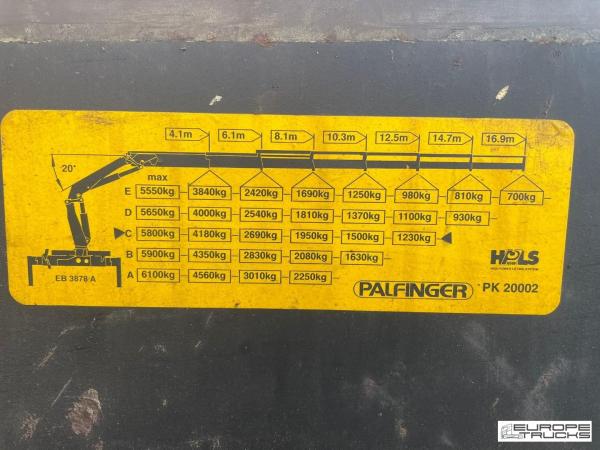 4.1m 6.1m 8.1m 10.3m 12.5m 14.7m 16.9m
20°
max
E 5550kg 3840kg 2420kg 1690kg 1250kg 980kg 810kg 700kg
D 5650kg 4000kg 2540kg 1810kg 1370kg 1100kg 930kg
C 5800kg 4180kg 2690kg 1950kg 1500kg 1230kg
B 5900kg 4350kg 2830kg 2080kg 1630kg
A 6100kg 4560kg 3010kg 2250kg
EB 3878 A
HPLS
PALFINGER PK 20002
EUROPE
TRUCKS